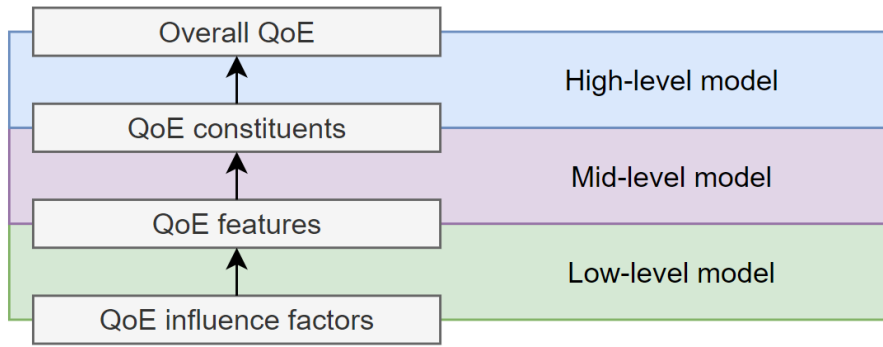 Overall QoE
High-level model
QoE constituents
Mid-level model
QoE features
Low-level model
QoE influence factors